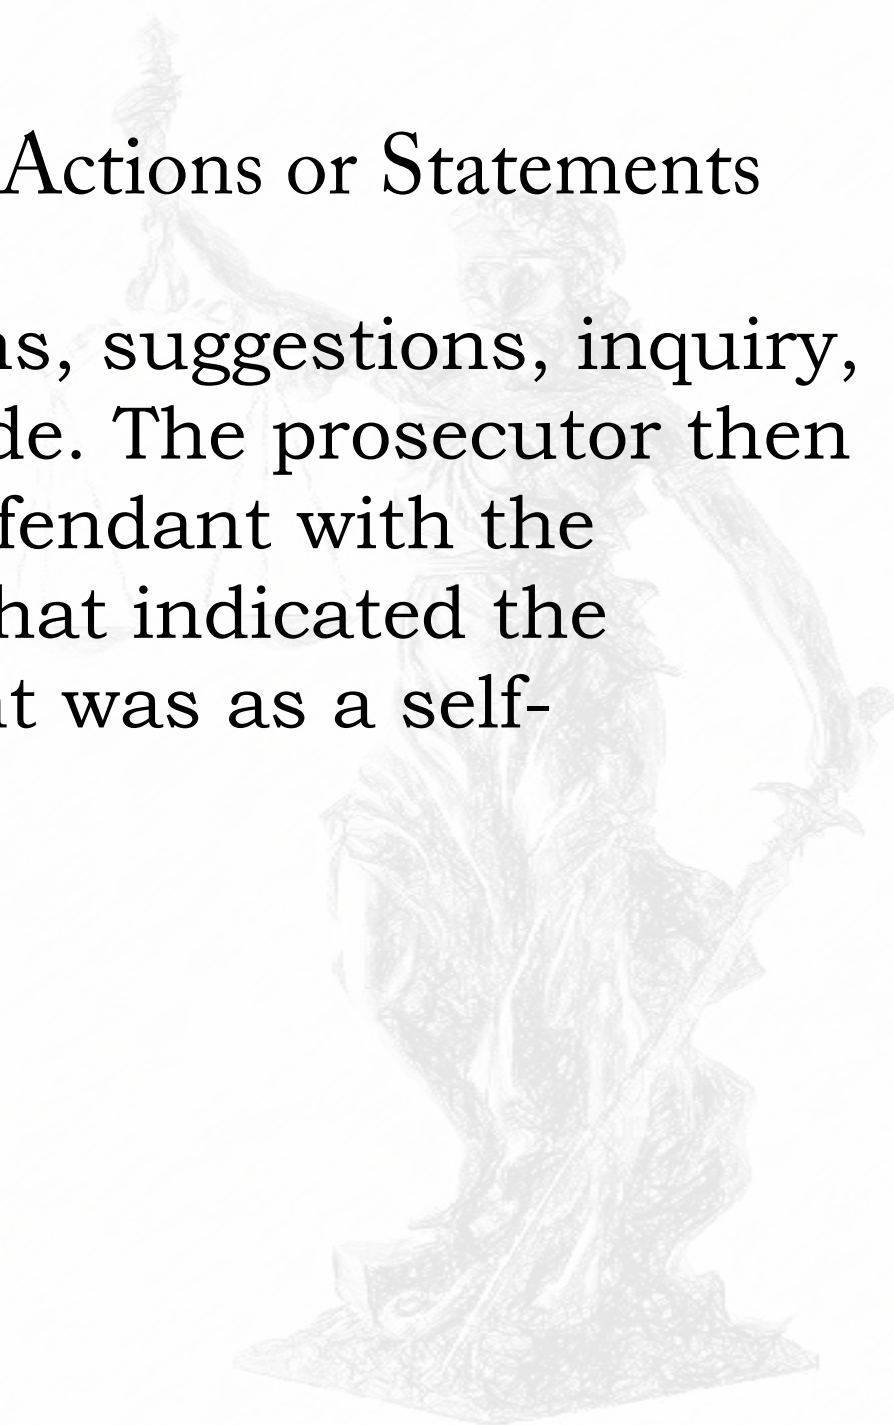 Actions or Statements
ns, suggestions, inquiry,
de. The prosecutor then
fendant with the
hat indicated the
nt was as a self-